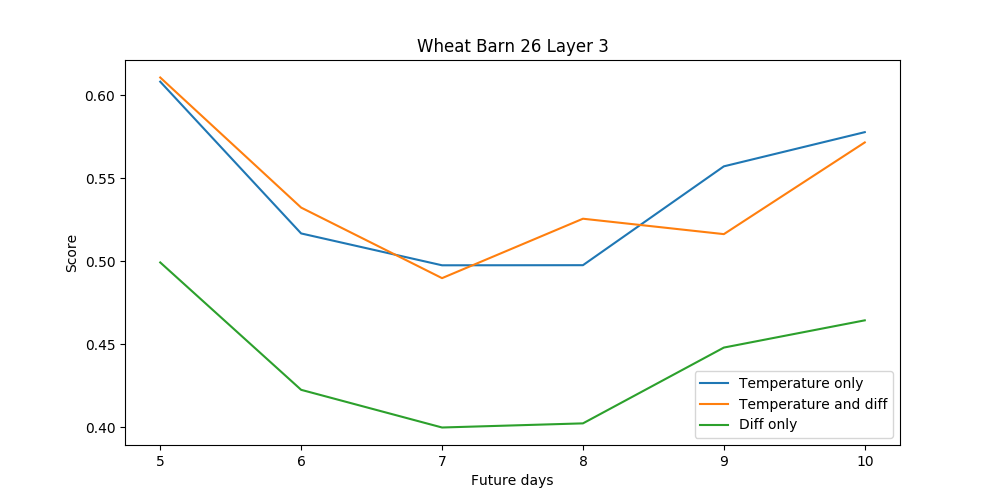 Wheat Barn 26 Layer 3
Score
0.60
0.55
0.50
0.45
0.40
5 6 7 8 9 10
Future days
Temperature only
Temperature and diff
Diff only